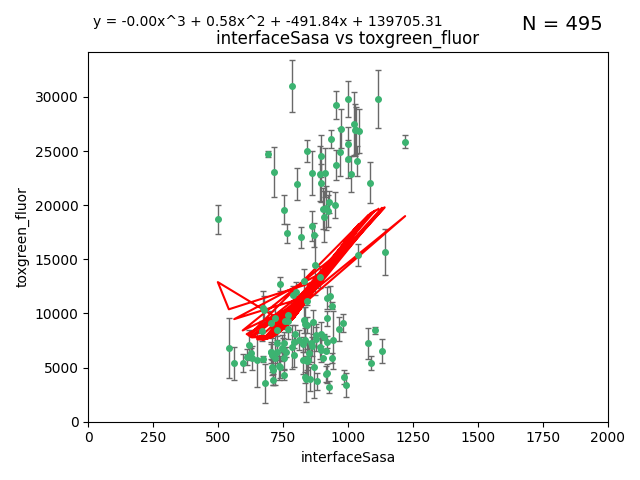 y = -0.00x^3 + 0.58x^2 + -491.84x + 139705.31
N = 495
interfaceSasa vs toxgreen_fluor
30000
25000
20000
15000
10000
5000
0
toxgreen_fluor
0 250 500 750 1000 1250 1500 1750 2000
interfaceSasa